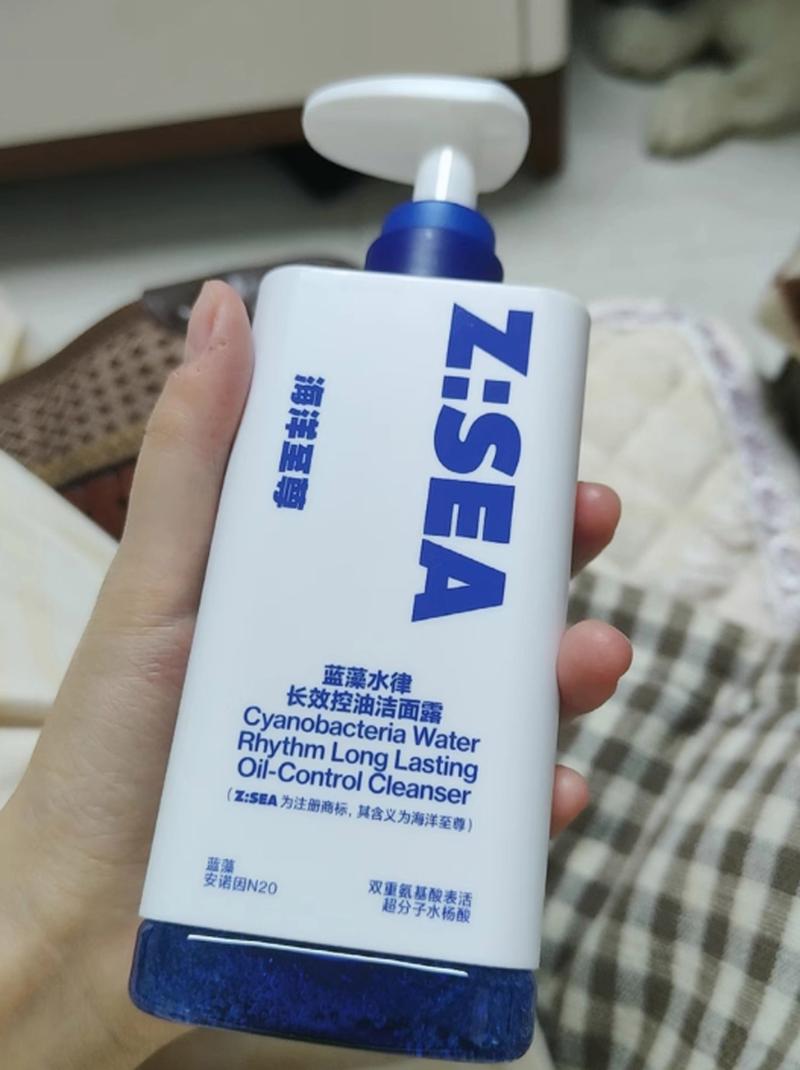 Z:SEA
海洋至尊
蓝藻水律
长效控油洁面露
Cyanobacteria Water
Rhythm Long Lasting
Oil-Control Cleanser
(Z:SEA 为注册商标，其含义为海洋至尊)
蓝藻
安诺因N20
双重氨基酸表活
超分子水杨酸